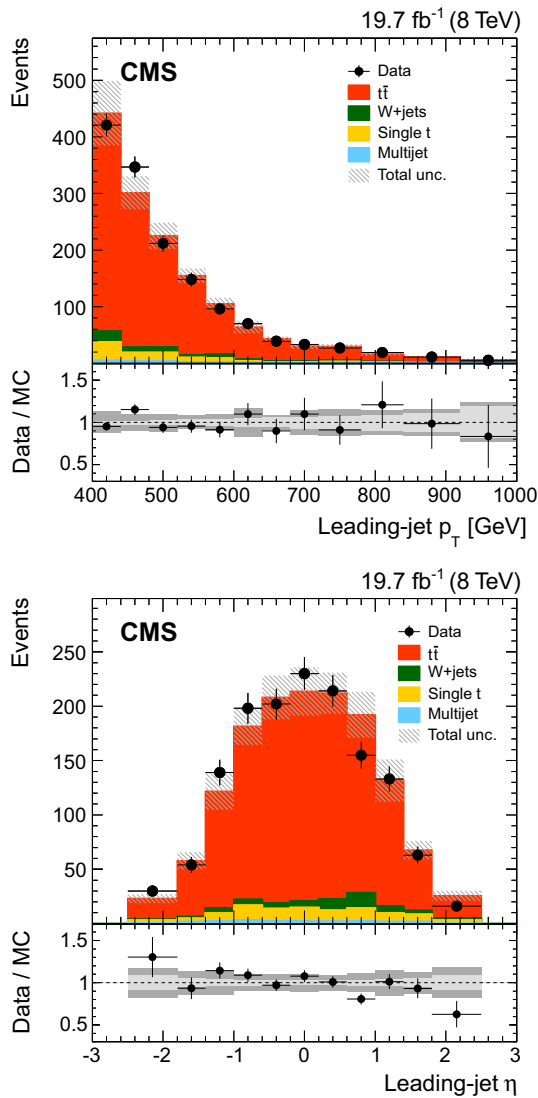 19.7 fb⁻¹ (8 TeV)
Events
CMS
Data
tt̄
W+jets
Single t
Multijet
Total unc.
500
400
300
200
100
Data / MC
1.5
1
0.5
400 500 600 700 800 900 1000
Leading-jet p_T [GeV]
19.7 fb⁻¹ (8 TeV)
Events
CMS
Data
tt̄
W+jets
Single t
Multijet
Total unc.
250
200
150
100
50
Data / MC
1.5
1
0.5
-3 -2 -1 0 1 2 3
Leading-jet η